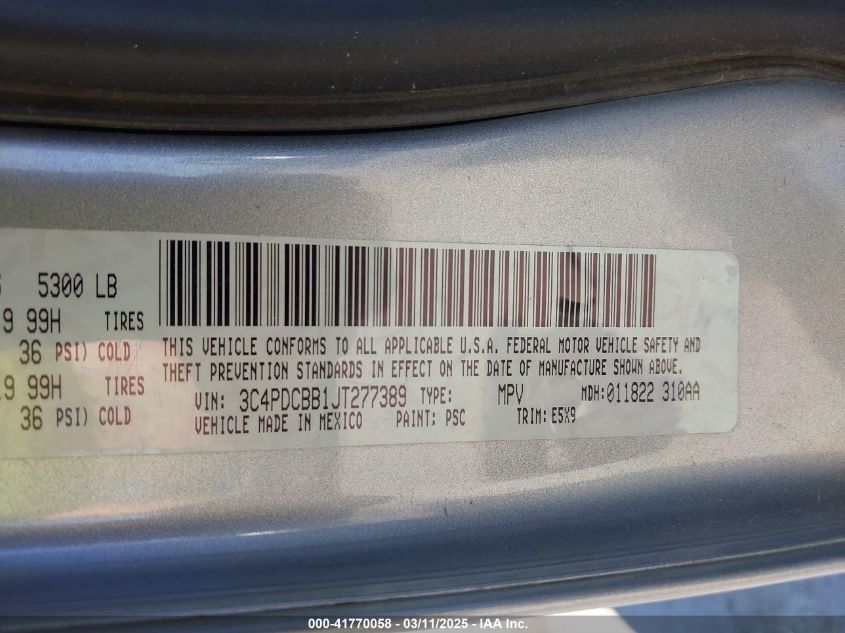 5300 LB
9 99H TIRES
36 PSI) COLD
9 99H TIRES
36 PSI) COLD
THIS VEHICLE CONFORMS TO ALL APPLICABLE U.S.A. FEDERAL MOTOR VEHICLE SAFETY AND
THEFT PREVENTION STANDARDS IN EFFECT ON THE DATE OF MANUFACTURE SHOWN ABOVE.
VIN: 3C4PDCBB1JT277389 TYPE: MPV MDH:011822 310AA
VEHICLE MADE IN MEXICO PAINT: PSC TRIM: E5X9
000-41770058 - 03/11/2025 - IAA Inc.